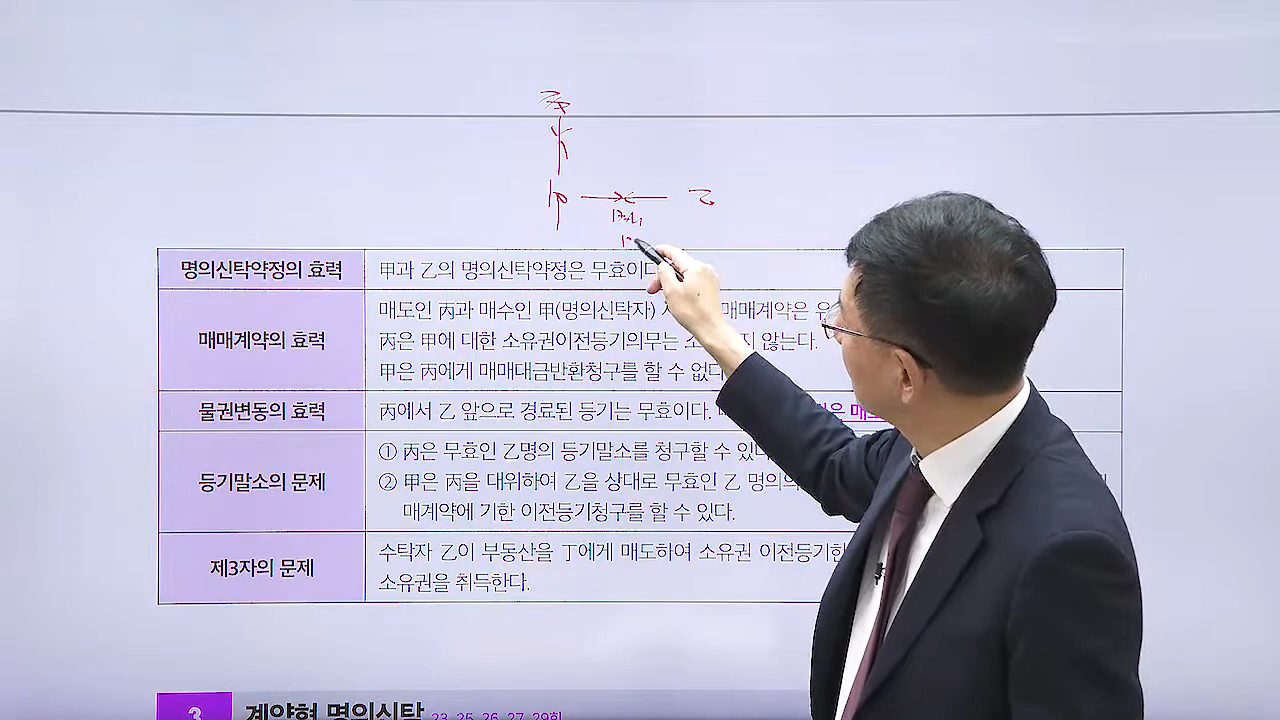 乙
명의신탁약정의 효력
甲과 乙의 명의신탁약정은 무효이다
매매계약의 효력
매도인 丙과 매수인 甲(명의신탁자) 매매계약은
丙은 甲에 대한 소유권이전등기의무는 않는다.
甲은 丙에게 매매대금반환청구를 할 수 없다
물권변동의 효력
丙에서 乙 앞으로 경료된 등기는 무효이다.
등기말소의 문제
① 丙은 무효인 乙명의 등기말소를 청구할 수 있다
② 甲은 丙을 대위하여 乙을 상대로 무효인 乙 명의의
매계약에 기한 이전등기청구를 할 수 있다.
제3자의 문제
수탁자 乙이 부동산을 丁에게 매도하여 소유권 이전등기한
소유권을 취득한다.
3 계약형 명의신탁 23, 25, 26, 27, 29회